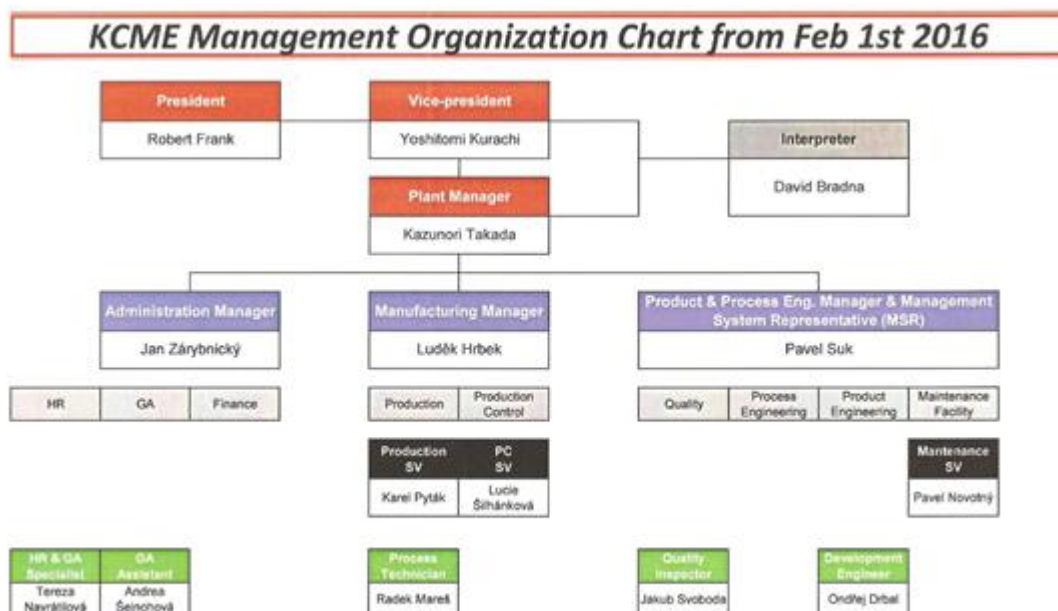 KCME Management Organization Chart from Feb 1st 2016
President
Robert Frank
Vice-president
Yoshitomi Kurachi
Interpreter
David Bradna
Plant Manager
Kazunori Takada
Administration Manager
Jan Zárybnický
Manufacturing Manager
Luděk Hrbek
Product & Process Eng. Manager & Management
System Representative (MSR)
Pavel Suk
HR
GA
Finance
Production
Production
Control
Quality
Process
Engineering
Product
Engineering
Maintenance
Facility
Production
SV
Karel Pyták
PC
SV
Lucie
Šilhánková
Mantenance
SV
Pavel Novotný
HR & GA
Specialist
Tereza
Navrátilová
GA
Assistant
Andrea
Šejnohová
Process
Technician
Radek Mareš
Quality
Inspector
Jakub Svoboda
Development
Engineer
Ondřej Drbal